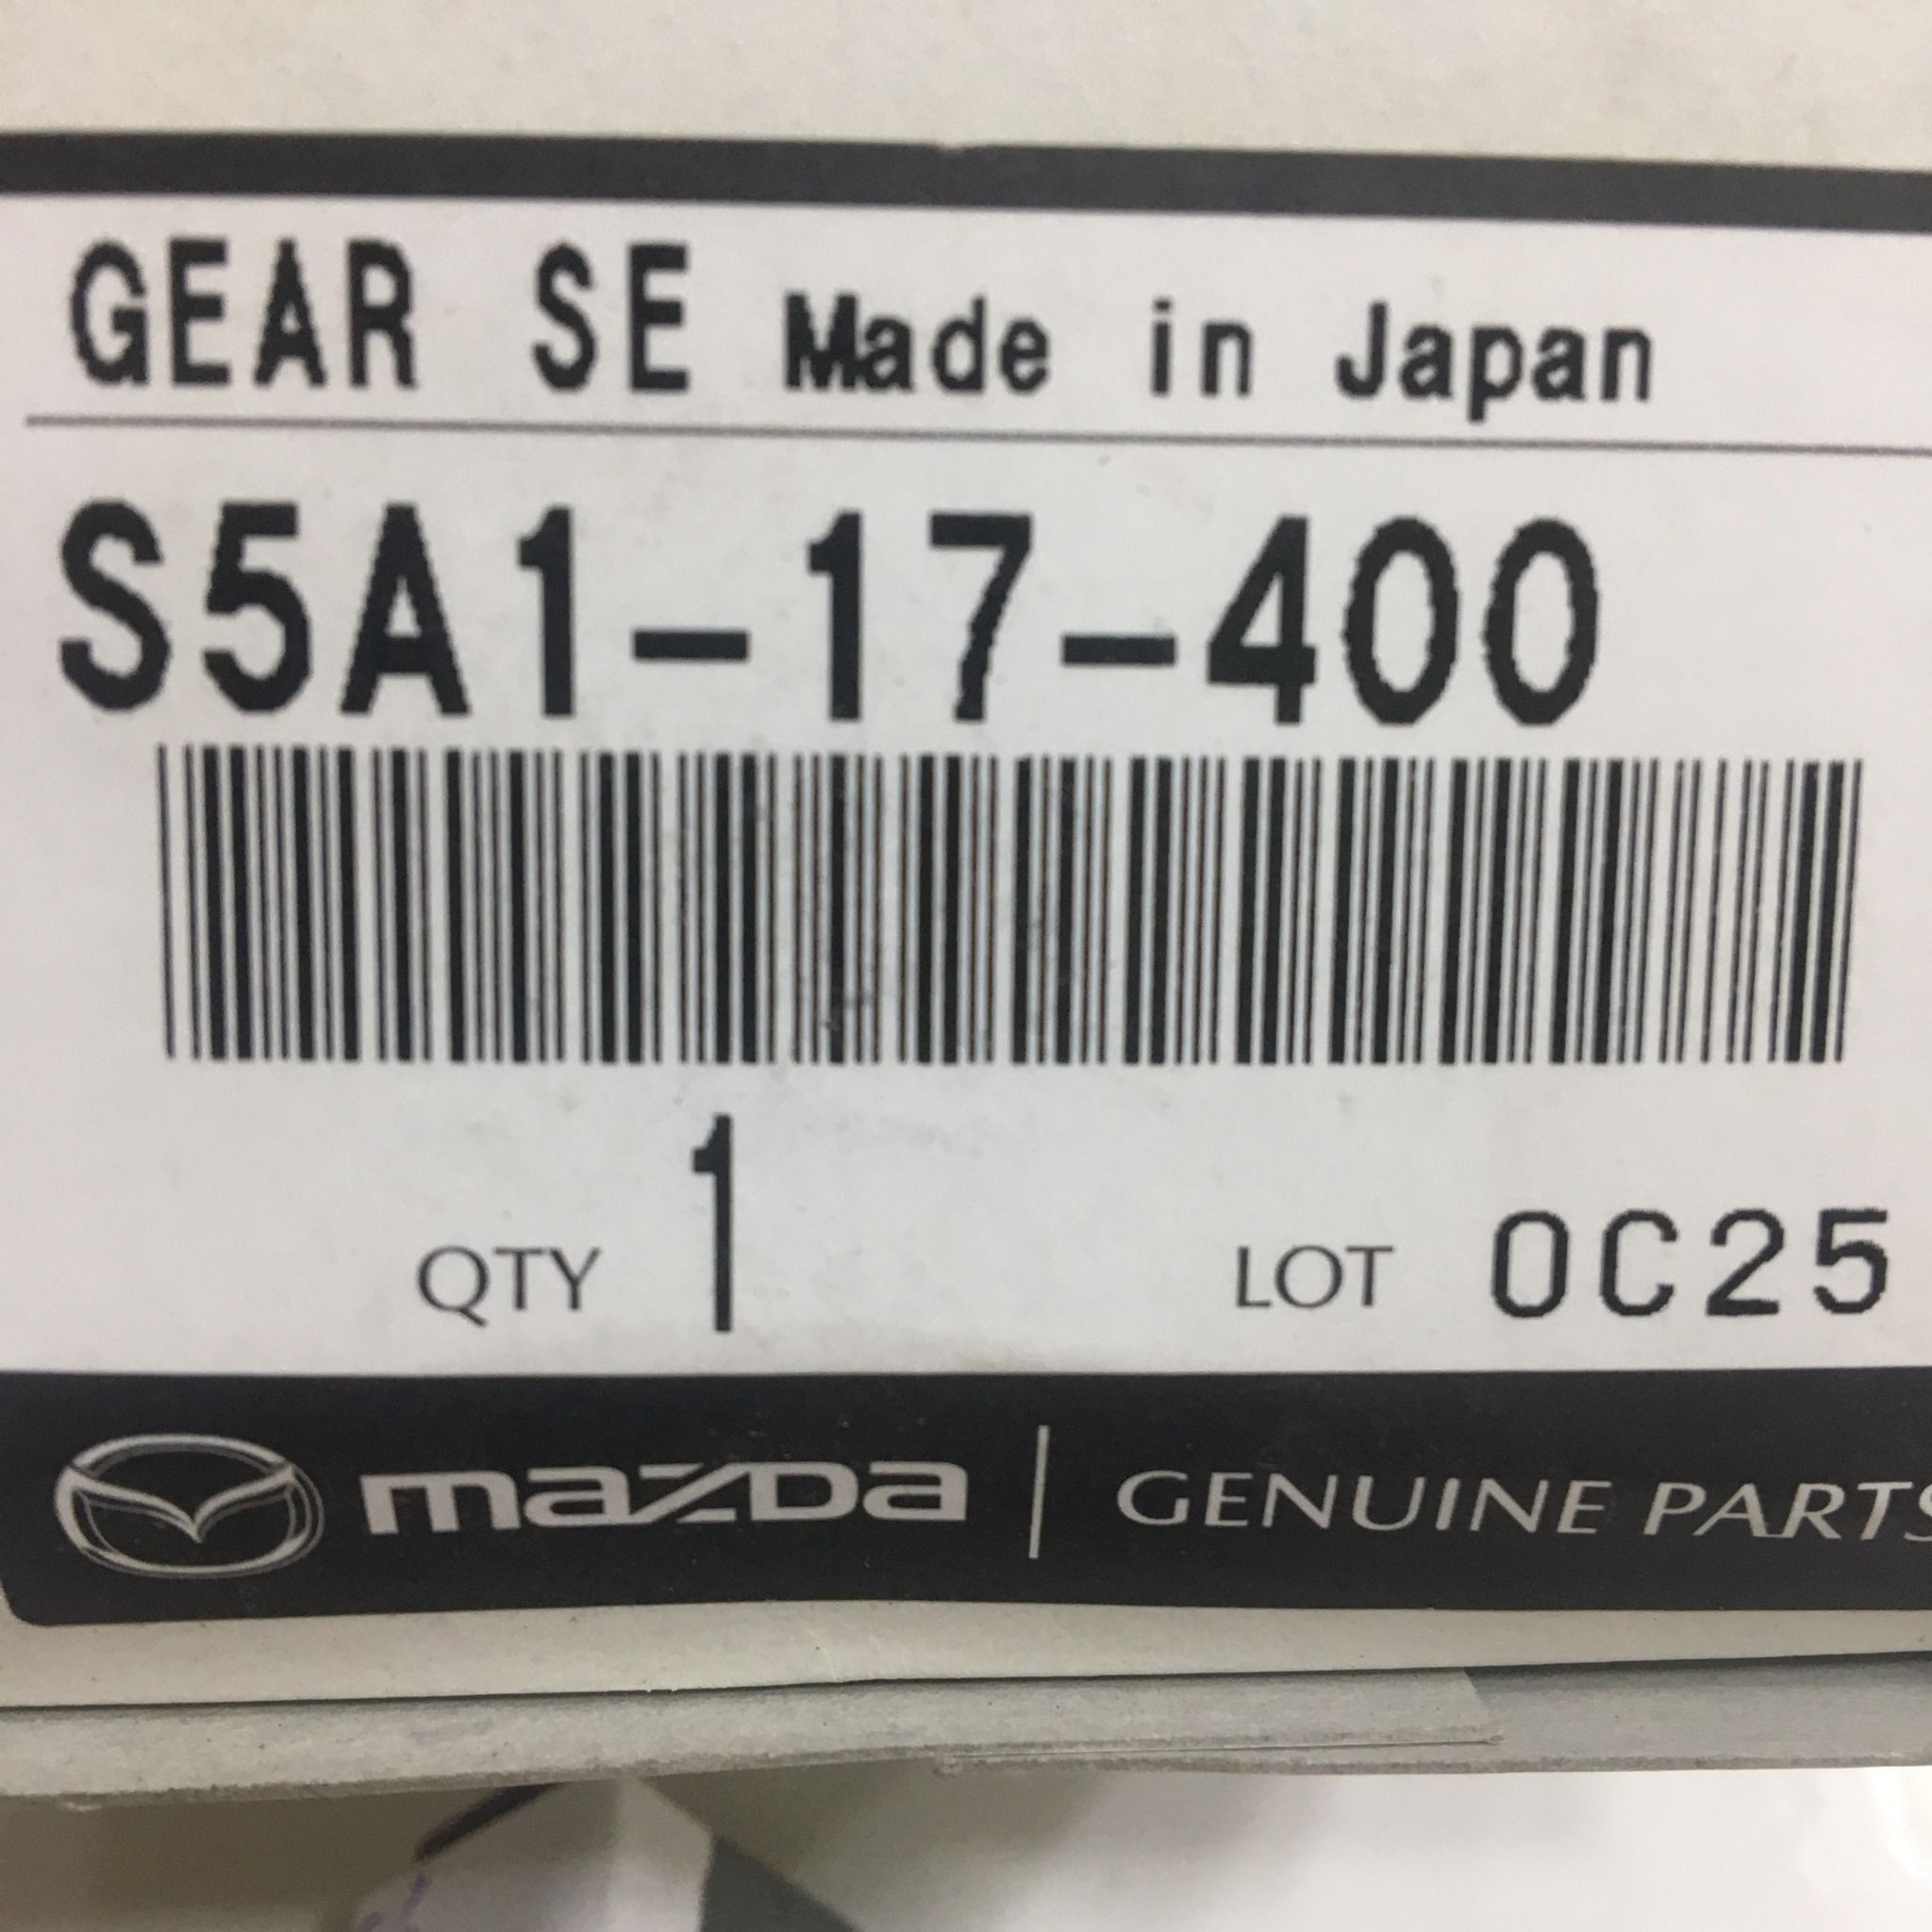 GEAR SE Made in Japan
S5A1-17-400
QTY 1 LOT 0C25
mazda | GENUINE PARTS